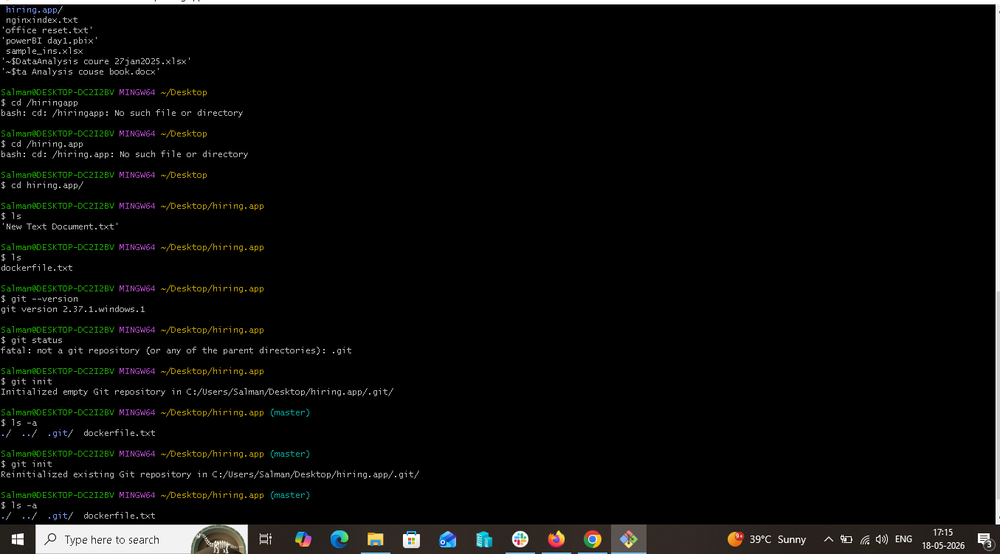 hiring.app/
nginxindex.txt
'office reset.txt'
'powerBI day1.pbix'
sample_ins.xlsx
'~$DataAnalysis coure 27jan2025.xlsx'
'~$ta Analysis couse book.docx'
Salman@DESKTOP-DC2I2BV MINGW64 ~/Desktop
$ cd /hiringapp
bash: cd: /hiringapp: No such file or directory
Salman@DESKTOP-DC2I2BV MINGW64 ~/Desktop
$ cd /hiring.app
bash: cd: /hiring.app: No such file or directory
Salman@DESKTOP-DC2I2BV MINGW64 ~/Desktop
$ cd hiring.app/
Salman@DESKTOP-DC2I2BV MINGW64 ~/Desktop/hiring.app
$ ls
'New Text Document.txt'
Salman@DESKTOP-DC2I2BV MINGW64 ~/Desktop/hiring.app
$ ls
dockerfile.txt
Salman@DESKTOP-DC2I2BV MINGW64 ~/Desktop/hiring.app
$ git --version
git version 2.37.1.windows.1
Salman@DESKTOP-DC2I2BV MINGW64 ~/Desktop/hiring.app
$ git status
fatal: not a git repository (or any of the parent directories): .git
Salman@DESKTOP-DC2I2BV MINGW64 ~/Desktop/hiring.app
$ git init
Initialized empty Git repository in C:/Users/Salman/Desktop/hiring.app/.git/
Salman@DESKTOP-DC2I2BV MINGW64 ~/Desktop/hiring.app (master)
$ ls -a
./  ../  .git/  dockerfile.txt
Salman@DESKTOP-DC2I2BV MINGW64 ~/Desktop/hiring.app (master)
$ git init
Reinitialized existing Git repository in C:/Users/Salman/Desktop/hiring.app/.git/
Salman@DESKTOP-DC2I2BV MINGW64 ~/Desktop/hiring.app (master)
$ ls -a
./  ../  .git/  dockerfile.txt
Type here to search
9+
39°C Sunny
ENG
17:15
18-05-2026
3